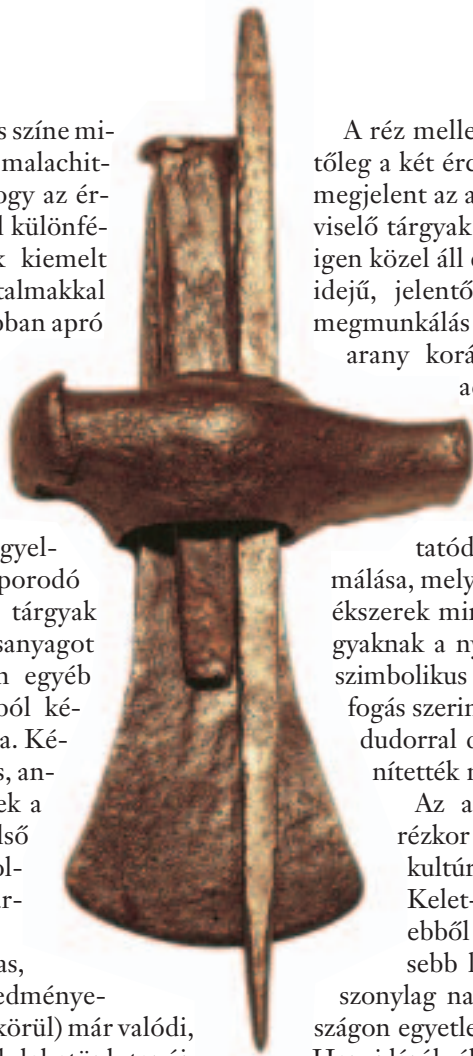 s színe mi-
malachit-
ogy az ér-
l különfé-
k kiemelt
talmakkal
bban apró
gyel-
porodó
tárgyak
sanyagot
n egyéb
ból ké-
a. Ké-
s, an-
ek a
lső
ol-
ár-
as,
edménye-
körül) már valódi,
A réz melle
tőleg a két érc
megjelent az a
viselő tárgyak
igen közel áll
idejű, jelentő
megmunkálás
arany korá
tatód
málása, mely
ékszerek min
gyaknak a ny
szimbolikus
fogás szerin
dudorral
nítették
Az a
rézkor
kultúr
Kelet-
ebből
sebb
szonylag na
szágon egyetle